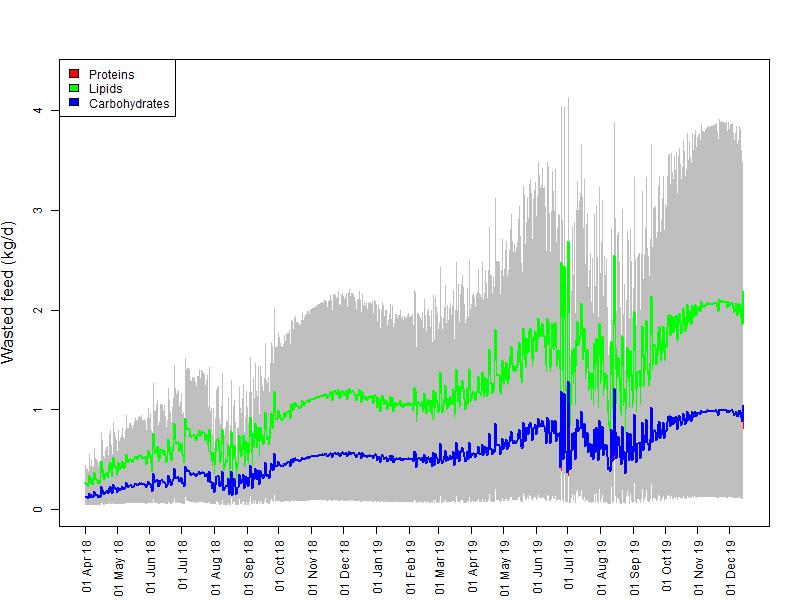 Proteins
Lipids
Carbohydrates
Wasted feed (kg/d)
4
3
2
1
0
01 Apr 18
01 May 18
01 Jun 18
01 Jul 18
01 Aug 18
01 Sep 18
01 Oct 18
01 Nov 18
01 Dec 18
01 Jan 19
01 Feb 19
01 Mar 19
01 Apr 19
01 May 19
01 Jun 19
01 Jul 19
01 Aug 19
01 Sep 19
01 Oct 19
01 Nov 19
01 Dec 19